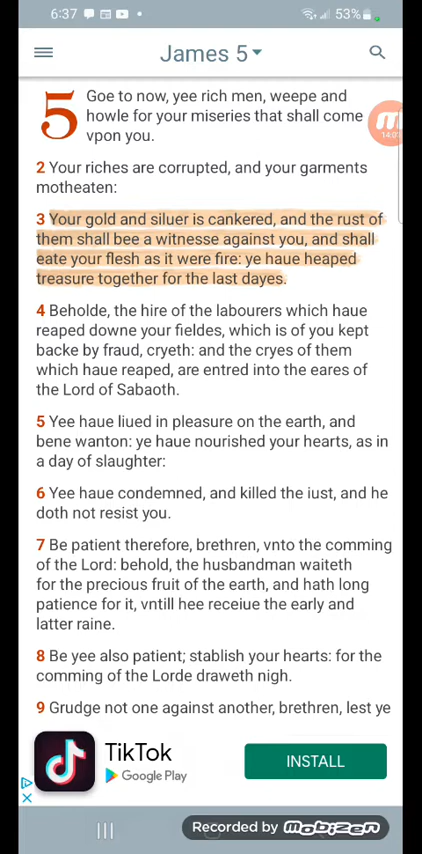 6:37 53%
James 5
5 Goe to now, yee rich men, weepe and
howle for your miseries that shall come
vpon you.
2 Your riches are corrupted, and your garments
motheaten:
3 Your gold and siluer is cankered, and the rust of
them shall bee a witnesse against you, and shall
eate your flesh as it were fire: ye haue heaped
treasure together for the last dayes.
4 Beholde, the hire of the labourers which haue
reaped downe your fieldes, which is of you kept
backe by fraud, cryeth: and the cryes of them
which haue reaped, are entred into the eares of
the Lord of Sabaoth.
5 Yee haue liued in pleasure on the earth, and
bene wanton: ye haue nourished your hearts, as in
a day of slaughter:
6 Yee haue condemned, and killed the iust, and he
doth not resist you.
7 Be patient therefore, brethren, vnto the comming
of the Lord: behold, the husbandman waiteth
for the precious fruit of the earth, and hath long
patience for it, vntill hee receiue the early and
latter raine.
8 Be yee also patient; stablish your hearts: for the
comming of the Lorde draweth nigh.
9 Grudge not one against another, brethren, lest ye
TikTok
Google Play
INSTALL
Recorded by MOBIZEN